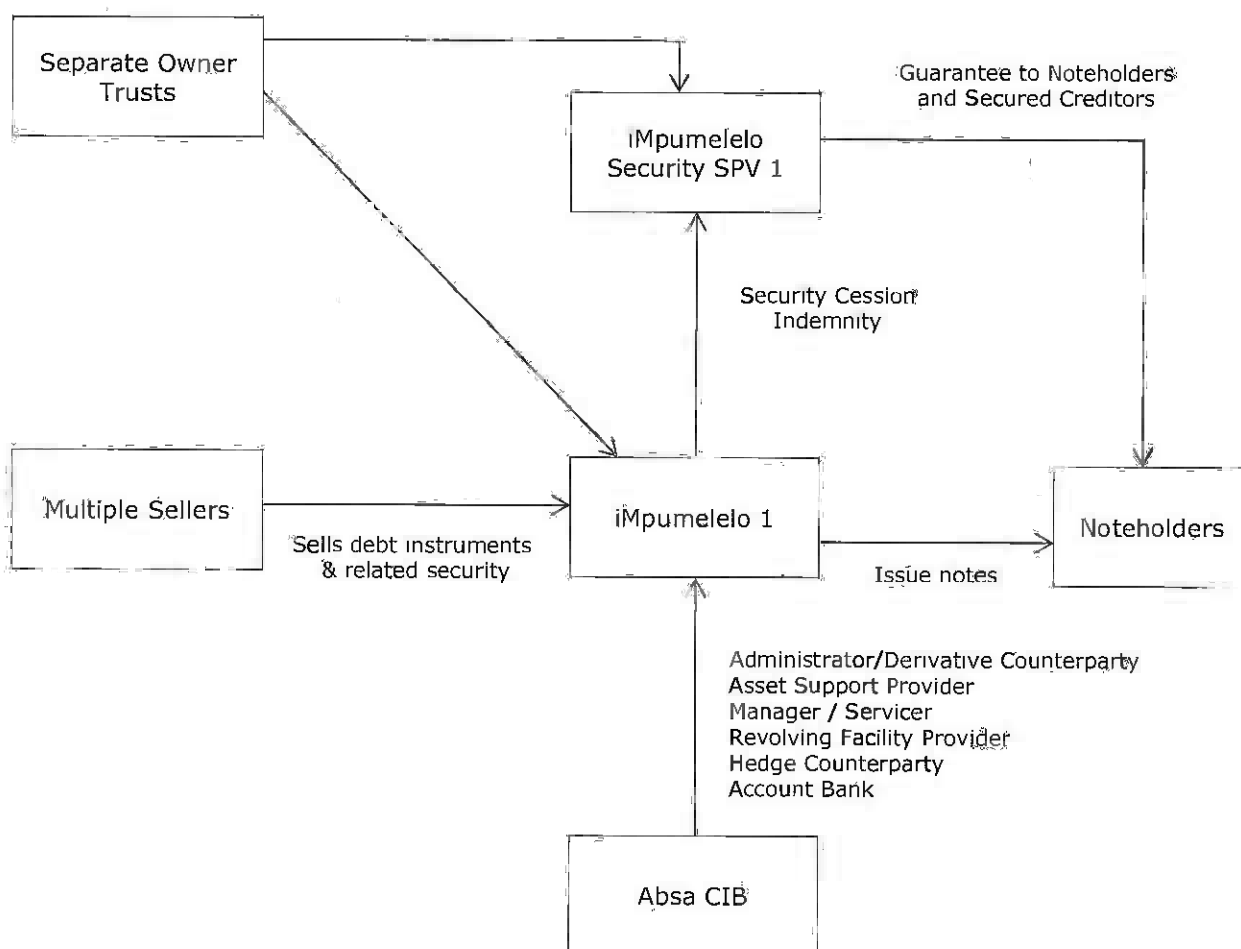 Separate Owner
Trusts
iMpumelelo
Security SPV 1
Guarantee to Noteholders
and Secured Creditors
Security Cession
Indemnity
Multiple Sellers
Sells debt instruments
& related security
iMpumelelo 1
Issue notes
Noteholders
Administrator/Derivative Counterparty
Asset Support Provider
Manager / Servicer
Revolving Facility Provider
Hedge Counterparty
Account Bank
Absa CIB